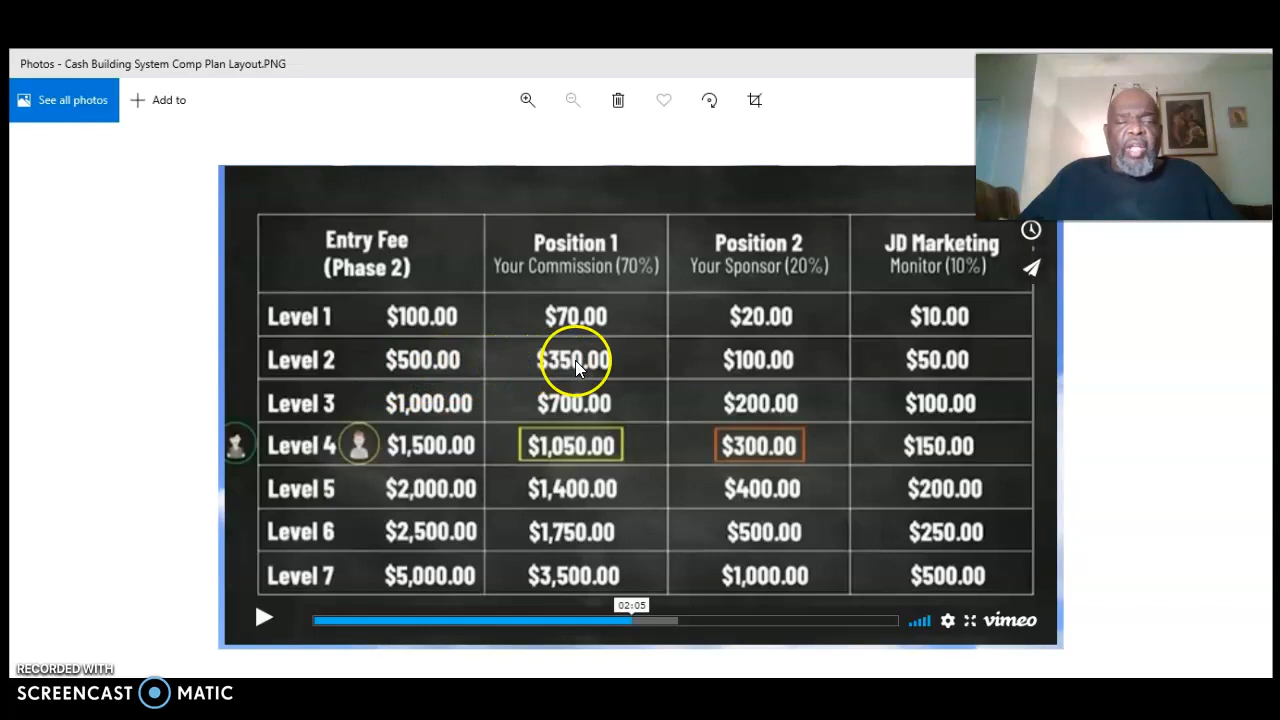 Photos - Cash Building System Comp Plan Layout.PNG
See all photos
Add to
Entry Fee (Phase 2)
Position 1 Your Commission (70%)
Position 2 Your Sponsor (20%)
JD Marketing Monitor (10%)
Level 1 $100.00 $70.00 $20.00 $10.00
Level 2 $500.00 $350.00 $100.00 $50.00
Level 3 $1,000.00 $700.00 $200.00 $100.00
Level 4 $1,500.00 $1,050.00 $300.00 $150.00
Level 5 $2,000.00 $1,400.00 $400.00 $200.00
Level 6 $2,500.00 $1,750.00 $500.00 $250.00
Level 7 $5,000.00 $3,500.00 $1,000.00 $500.00
02:05
vimeo
RECORDED WITH
SCREENCAST MATIC